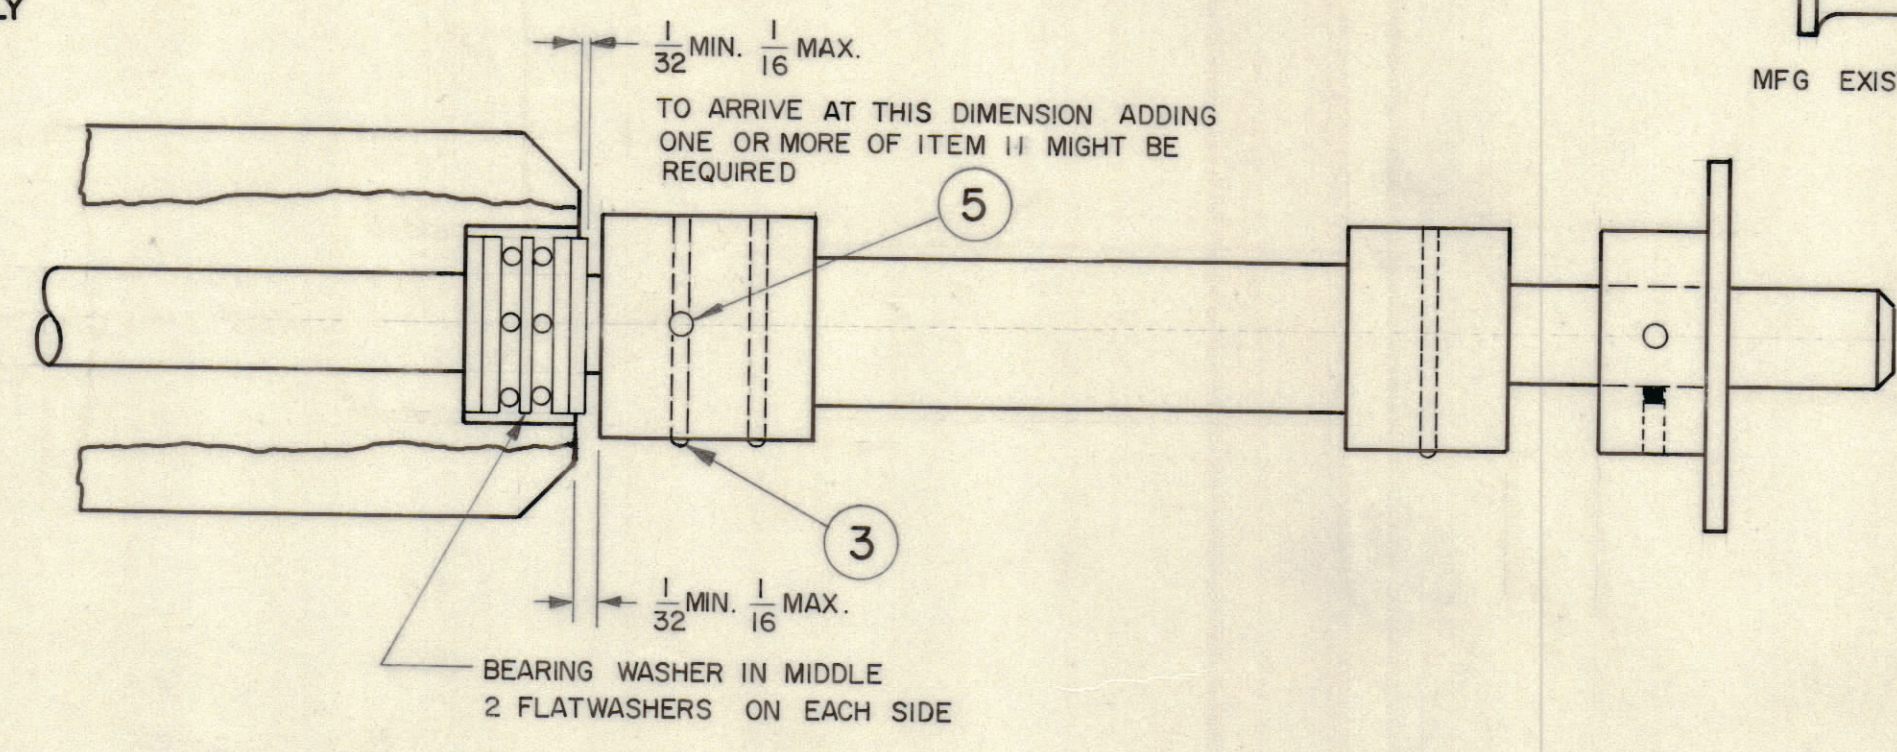 LY
1/32 MIN. 1/16 MAX.
TO ARRIVE AT THIS DIMENSION ADDING
ONE OR MORE OF ITEM 11 MIGHT BE
REQUIRED
MFG EXIS
5
3
1/32 MIN. 1/16 MAX.
BEARING WASHER IN MIDDLE
2 FLATWASHERS ON EACH SIDE